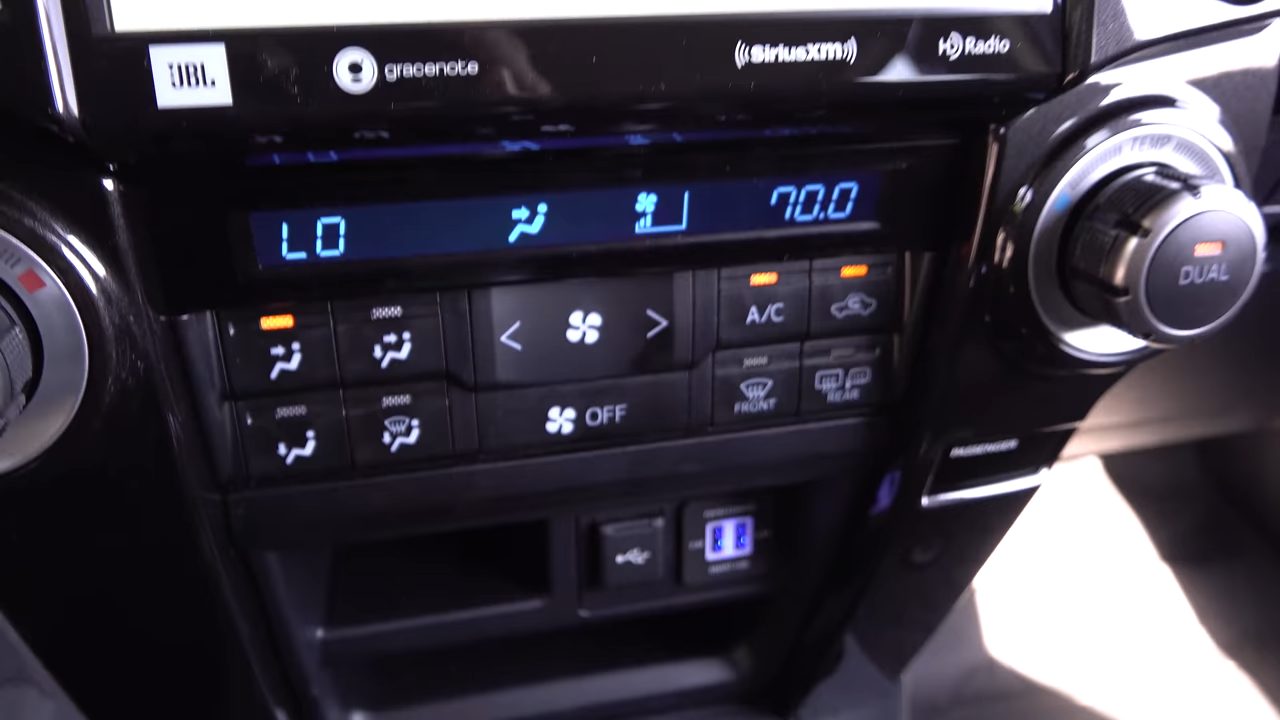 JBL
gracenote
SiriusXM
HD Radio
TEMP
LO
70.0
DUAL
A/C
OFF
FRONT
REAR
PASSENGER